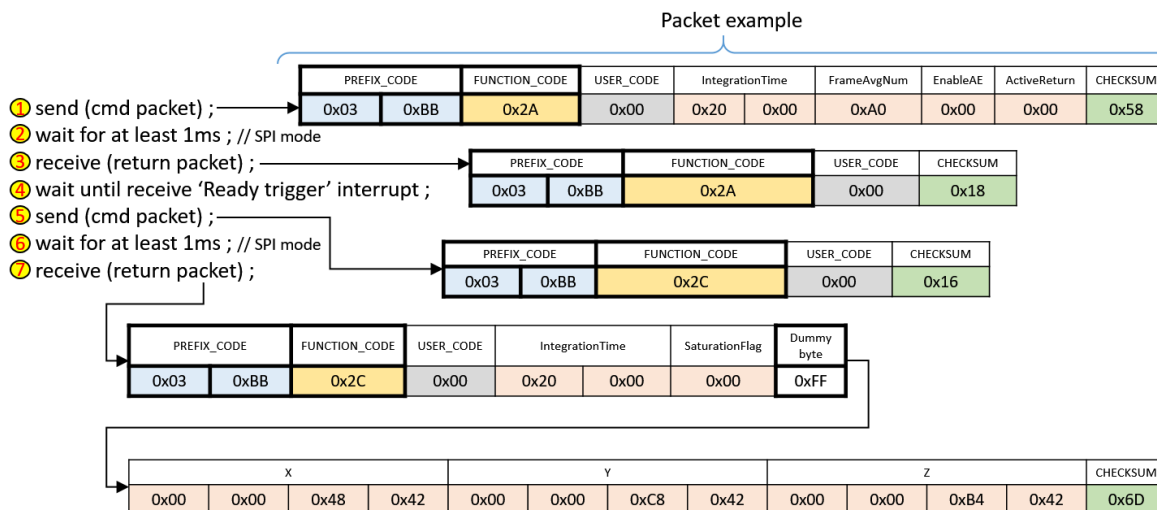 Packet example
PREFIX_CODE FUNCTION_CODE USER_CODE IntegrationTime FrameAvgNum EnableAE ActiveReturn CHECKSUM
0x03 0xBB 0x2A 0x00 0x20 0x00 0xA0 0x00 0x00 0x58
1 send (cmd packet) ;
2 wait for at least 1ms ; // SPI mode
3 receive (return packet) ;
PREFIX_CODE FUNCTION_CODE USER_CODE CHECKSUM
0x03 0xBB 0x2A 0x00 0x18
4 wait until receive ‘Ready trigger’ interrupt ;
5 send (cmd packet) ;
6 wait for at least 1ms ; // SPI mode
7 receive (return packet) ;
PREFIX_CODE FUNCTION_CODE USER_CODE CHECKSUM
0x03 0xBB 0x2C 0x00 0x16
PREFIX_CODE FUNCTION_CODE USER_CODE IntegrationTime SaturationFlag Dummy
byte
0x03 0xBB 0x2C 0x00 0x20 0x00 0x00 0xFF
X Y Z CHECKSUM
0x00 0x00 0x48 0x42 0x00 0x00 0xC8 0x42 0x00 0x00 0xB4 0x42 0x6D